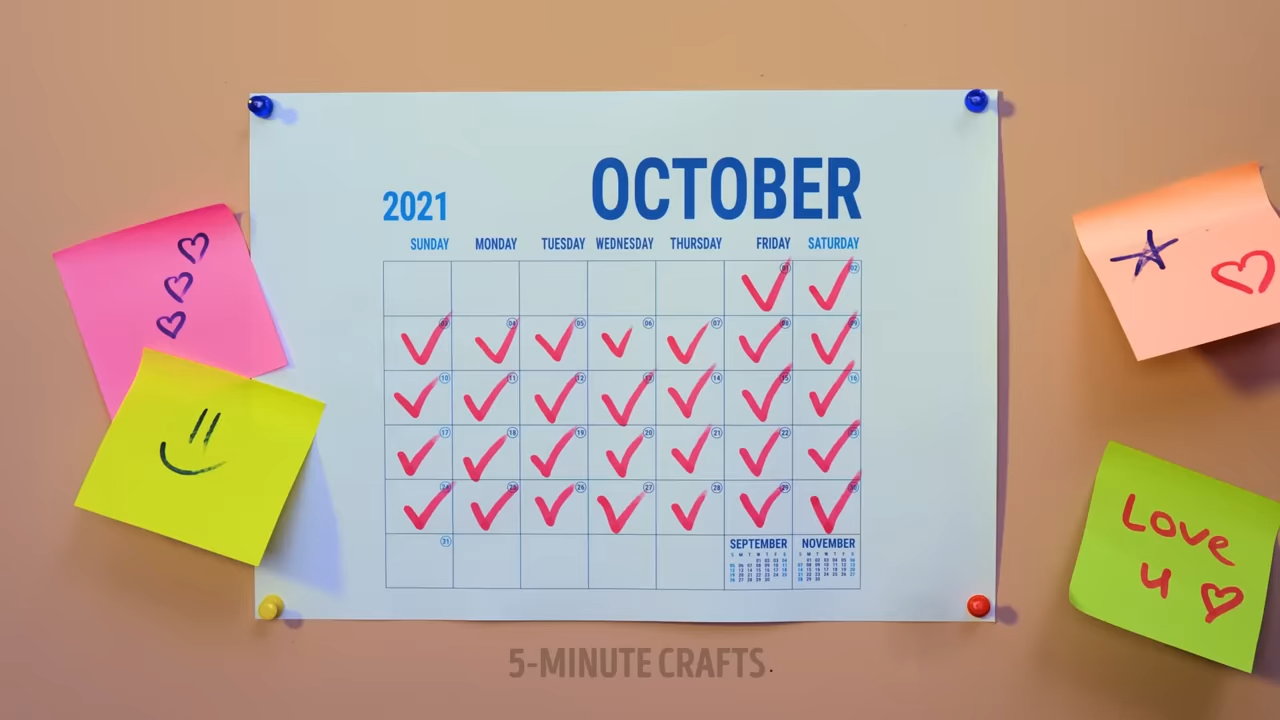 OCTOBER
2021
SUNDAY MONDAY TUESDAY WEDNESDAY THURSDAY FRIDAY SATURDAY
01 02
03 04 05 06 07 08 09
10 11 12 13 14 15 16
17 18 19 20 21 22 23
24 25 26 27 28 29 30
31
SEPTEMBER NOVEMBER
Love
u
5-MINUTE CRAFTS.